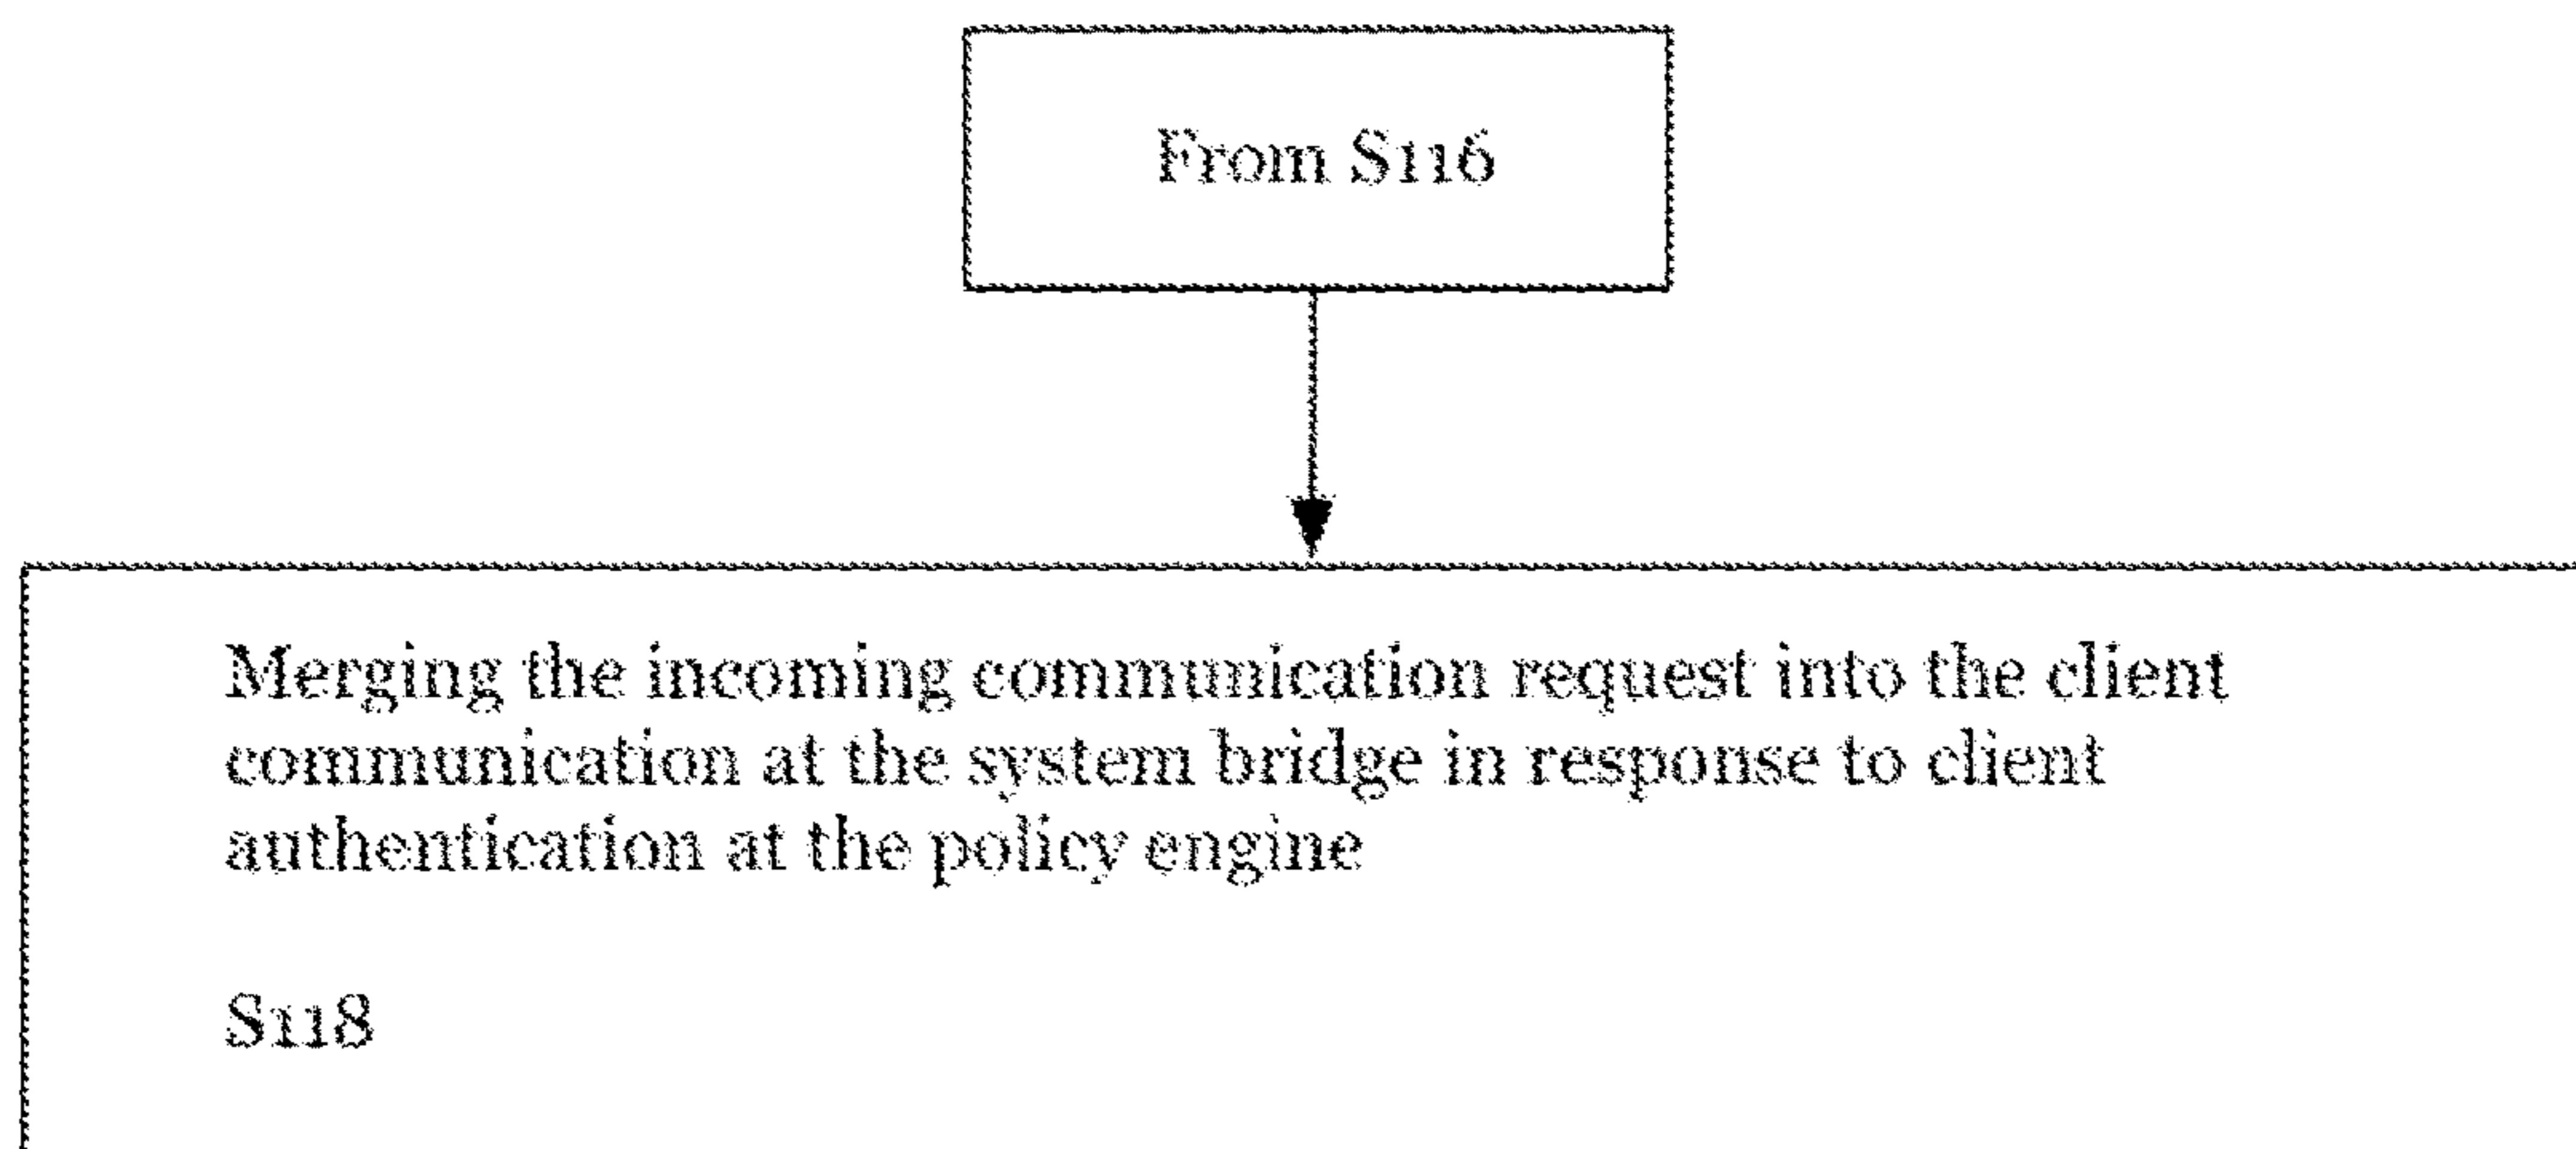 From S116
Merging the incoming communication request into the client
communication at the system bridge in response to client
authentication at the policy engine
S118